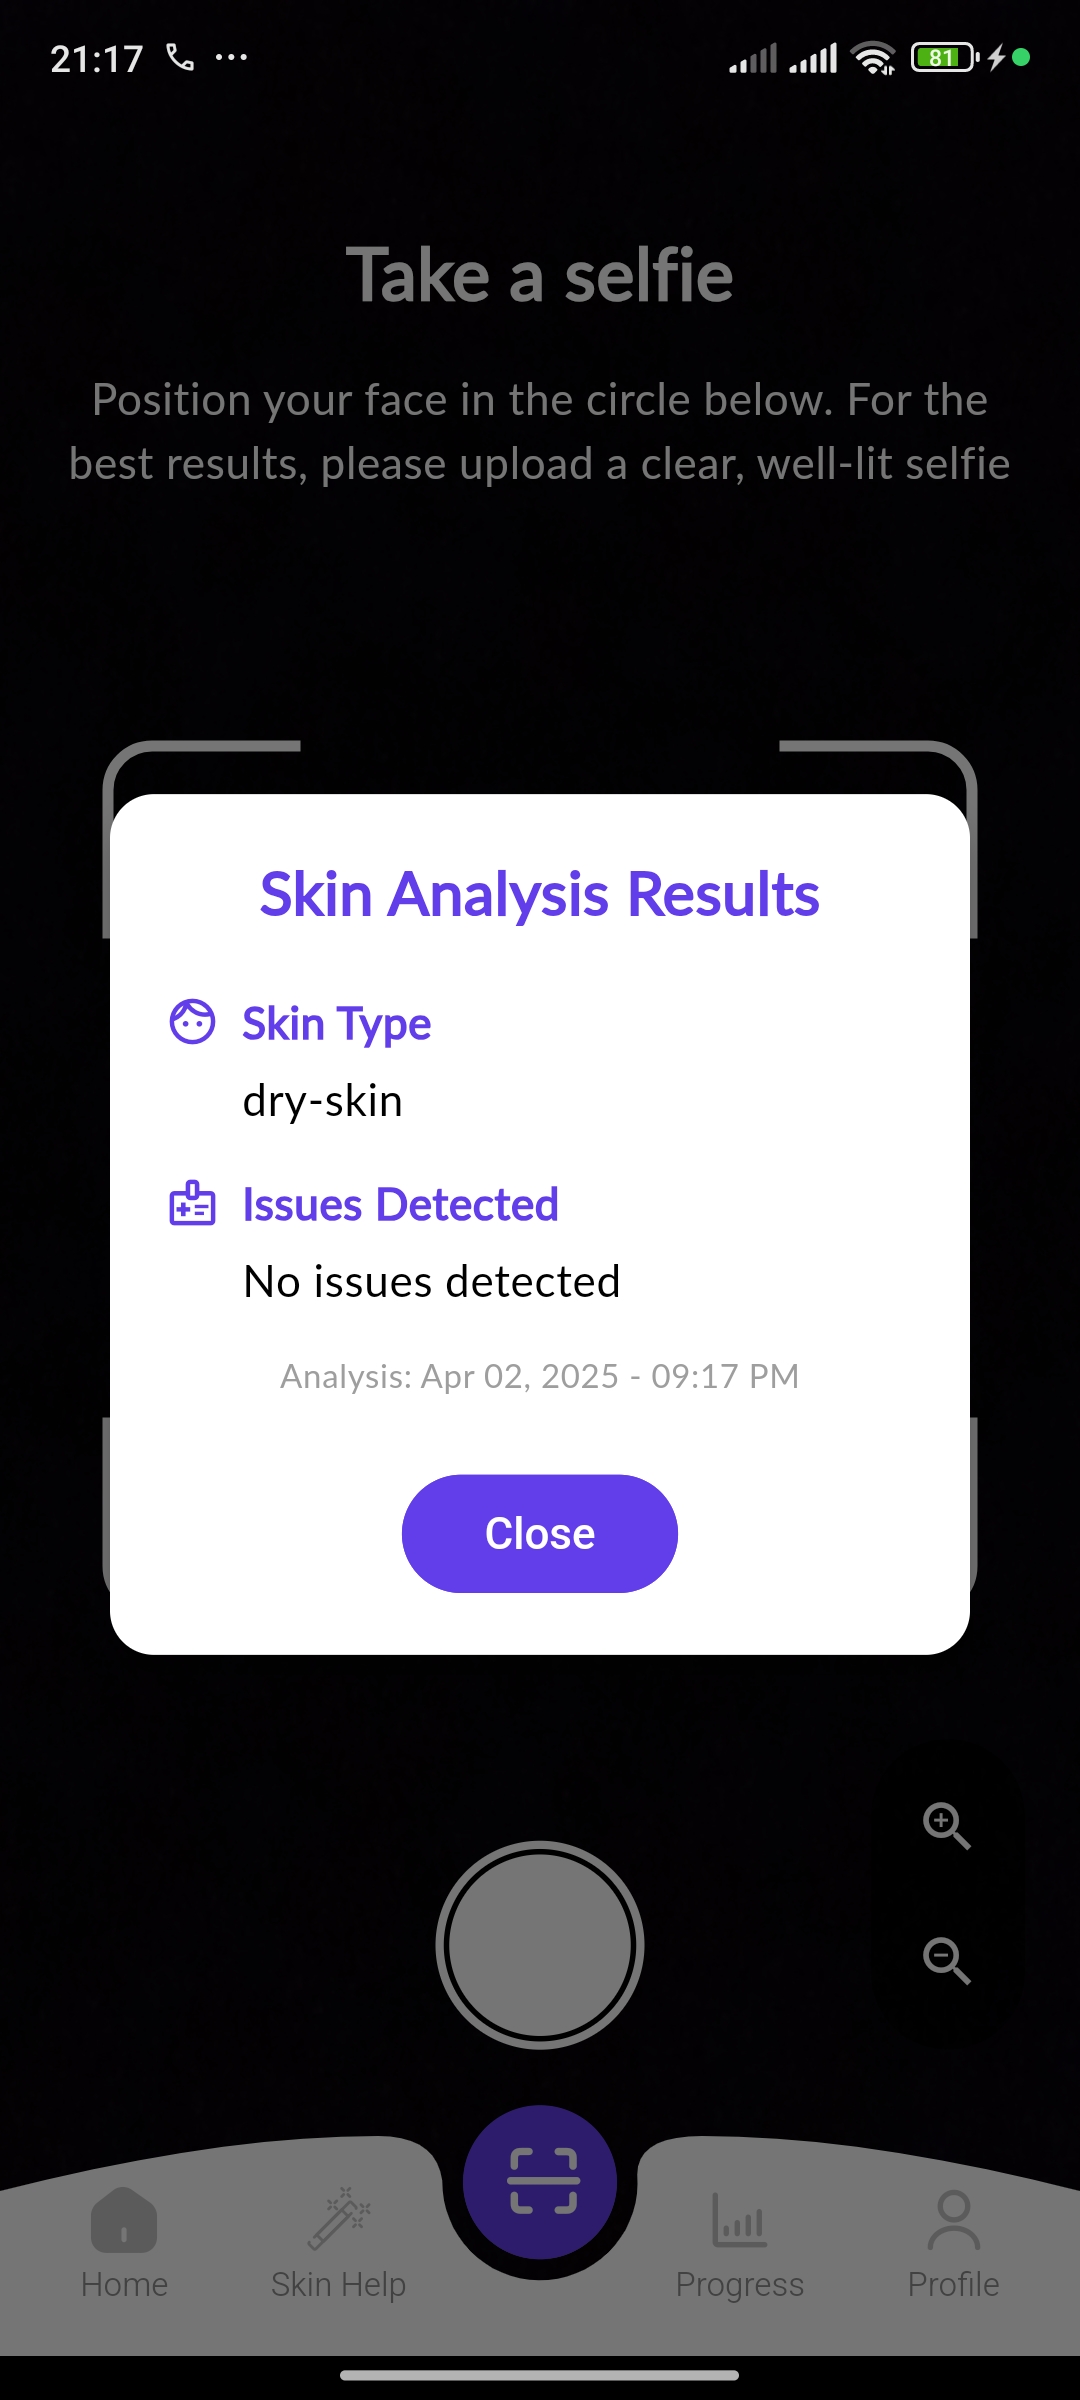 21:17
81
Take a selfie
Position your face in the circle below. For the
best results, please upload a clear, well-lit selfie
Skin Analysis Results
Skin Type
dry-skin
Issues Detected
No issues detected
Analysis: Apr 02, 2025 - 09:17 PM
Close
Home
Skin Help
Progress
Profile